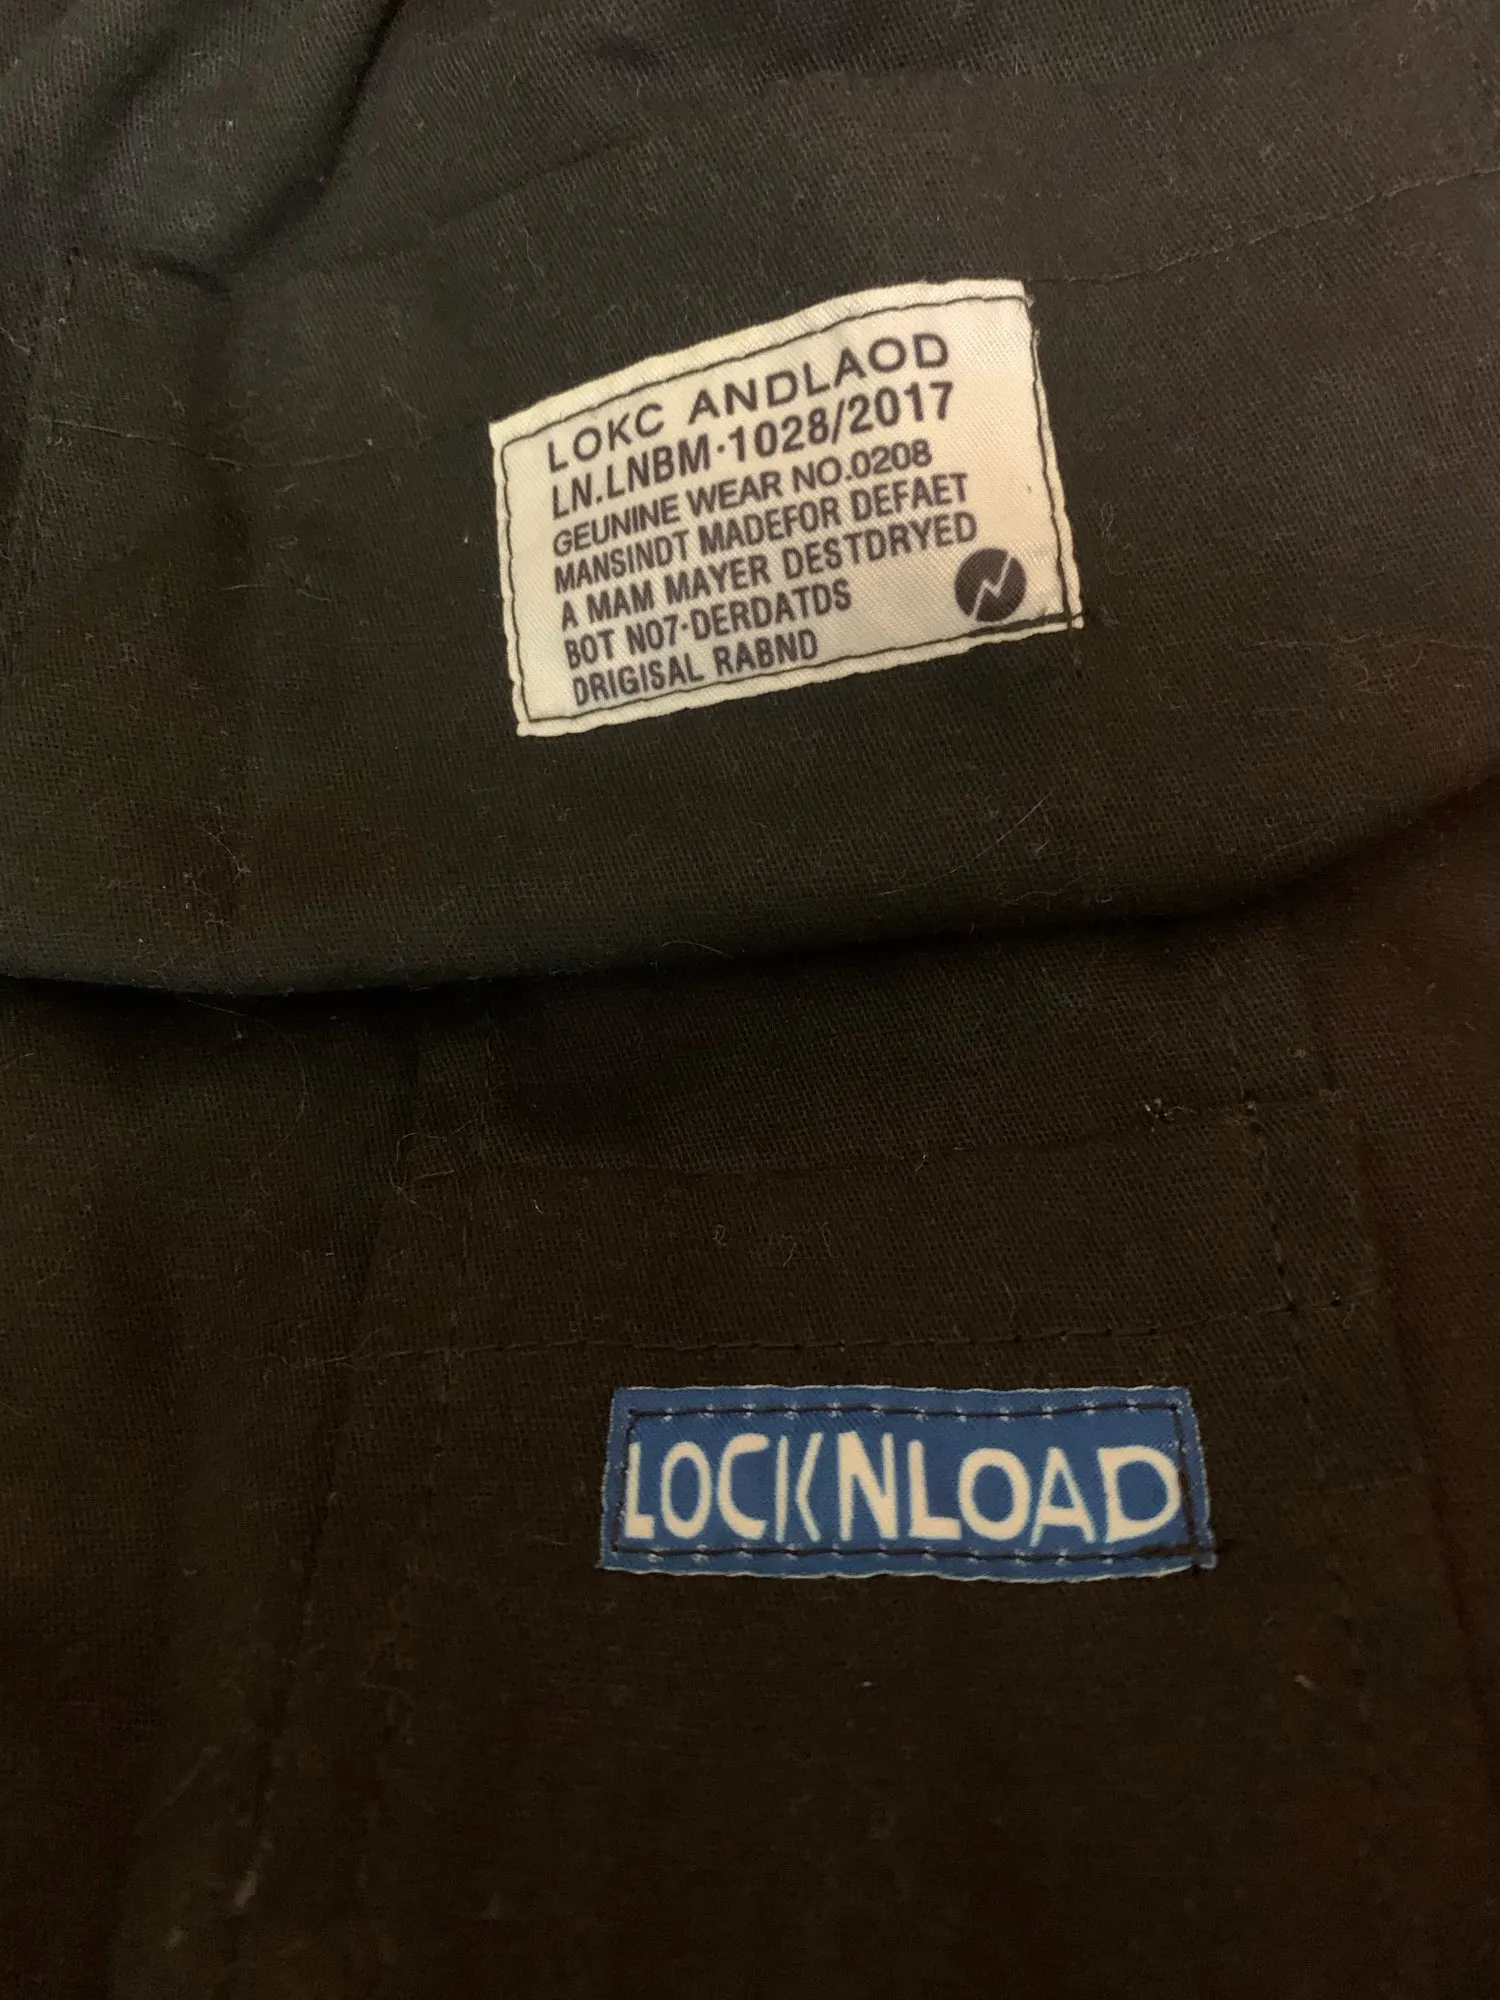 LOKC ANDLAOD
LN.LNBM·1028/2017
GEUNINE WEAR NO.0208
MANSINDT MADEFOR DEFAET
A MAM MAYER DESTDRYED
BOT NO7·DERDATDS
DRIGISAL RABND
LOCKNLOAD